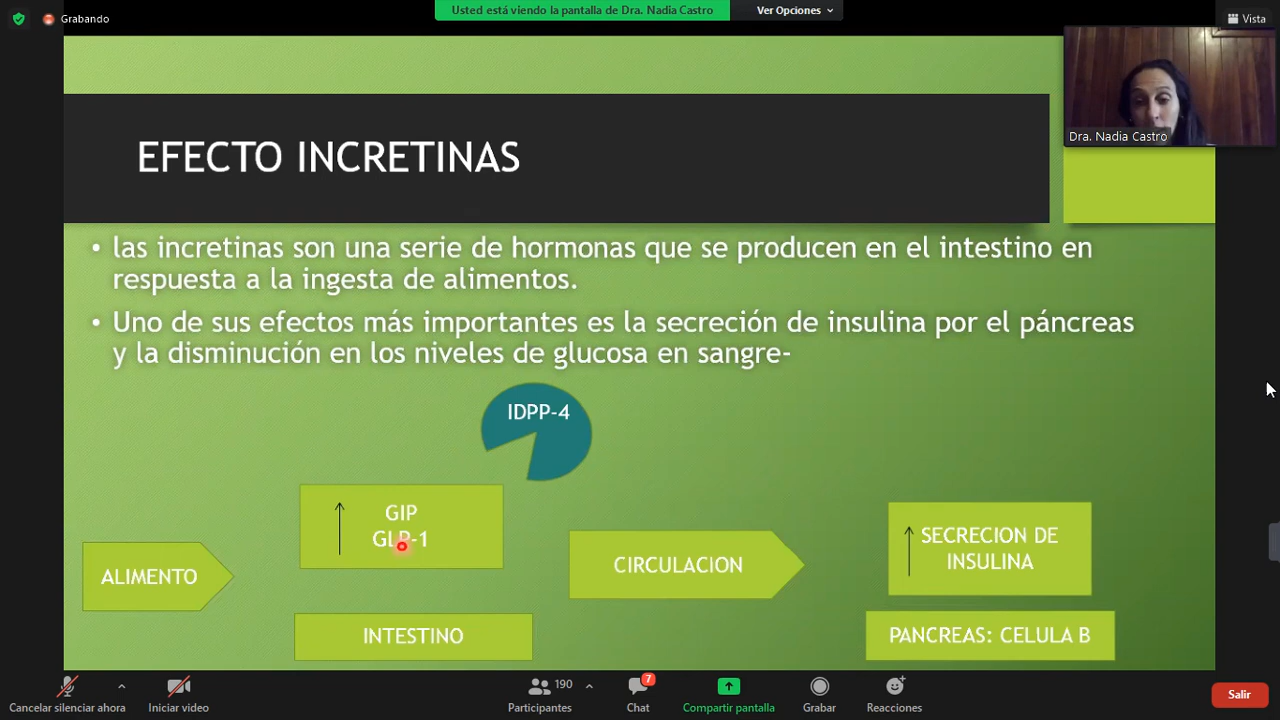 Grabando
Usted está viendo la pantalla de Dra. Nadia Castro
Ver Opciones
Vista
Dra. Nadia Castro
EFECTO INCRETINAS
• las incretinas son una serie de hormonas que se producen en el intestino en
respuesta a la ingesta de alimentos.
• Uno de sus efectos más importantes es la secreción de insulina por el páncreas
y la disminución en los niveles de glucosa en sangre-
IDPP-4
GIP
GLP-1
ALIMENTO
INTESTINO
CIRCULACION
SECRECION DE
INSULINA
PANCREAS: CELULA B
Cancelar silenciar ahora
Iniciar video
190
Participantes
7
Chat
Compartir pantalla
Grabar
Reacciones
Salir